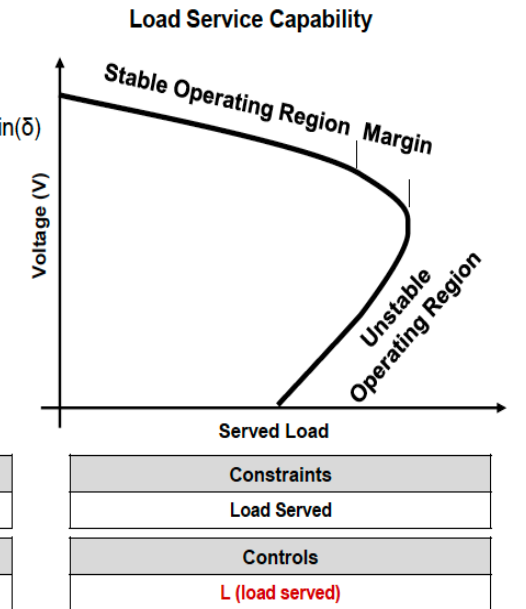 Load Service Capability
Stable Operating Region Margin
in(δ)
Voltage (V)
Unstable
Operating Region
Served Load
Constraints
Load Served
Controls
L (load served)